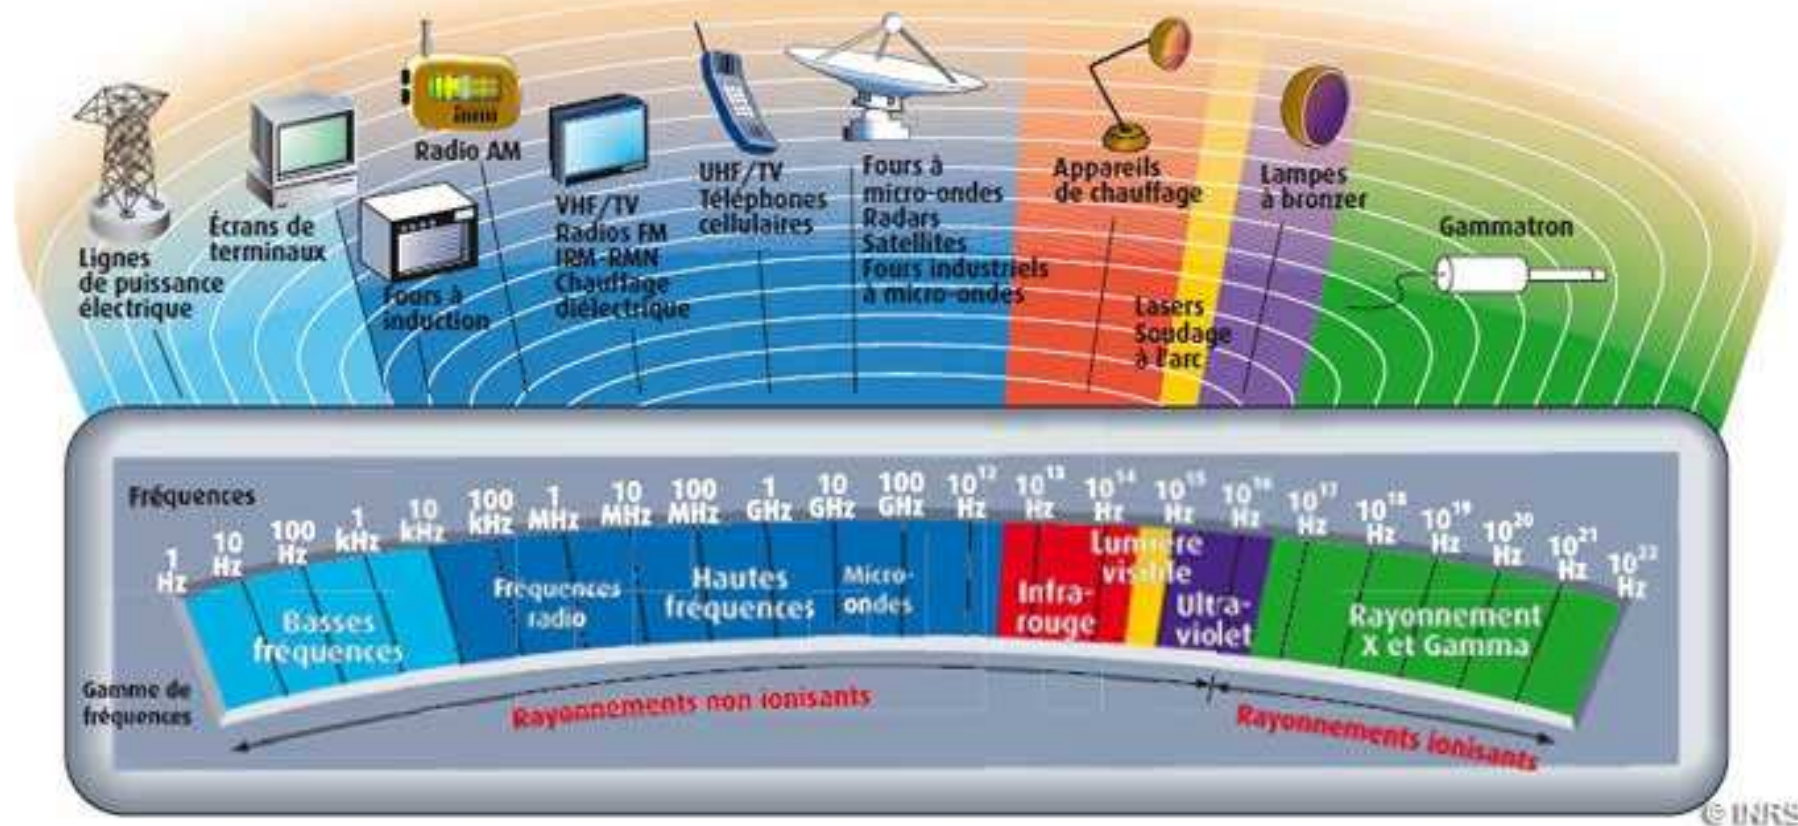 Radio AM
Écrans de
terminaux
Lignes
de puissance
électrique
Fours à
induction
VHF/TV
Radios FM
IRM-RMN
Chauffage
diélectrique
UHF/TV
Téléphones
cellulaires
Fours à
micro-ondes
Radars
Satellites
Fours industriels
à micro-ondes
Appareils
de chauffage
Lasers
Soudage
à l'arc
Lampes
à bronzer
Gammatron
Fréquences
1
Hz
10
Hz
100
Hz
1
kHz
10
kHz
100
kHz
1
MHz
10
MHz
100
MHz
1
GHz
10
GHz
100
GHz
10¹²
Hz
10¹³
Hz
10¹⁴
Hz
10¹⁵
Hz
10¹⁶
Hz
10¹⁷
Hz
10¹⁸
Hz
10¹⁹
Hz
10²⁰
Hz
10²¹
Hz
10²²
Hz
Basses
fréquences
Fréquences
radio
Hautes
fréquences
Micro-
ondes
Infra-
rouge
Lumière
visible
Ultra-
violet
Rayonnement
X et Gamma
Gamme de
fréquences
Rayonnements non ionisants
Rayonnements ionisants
© INRS